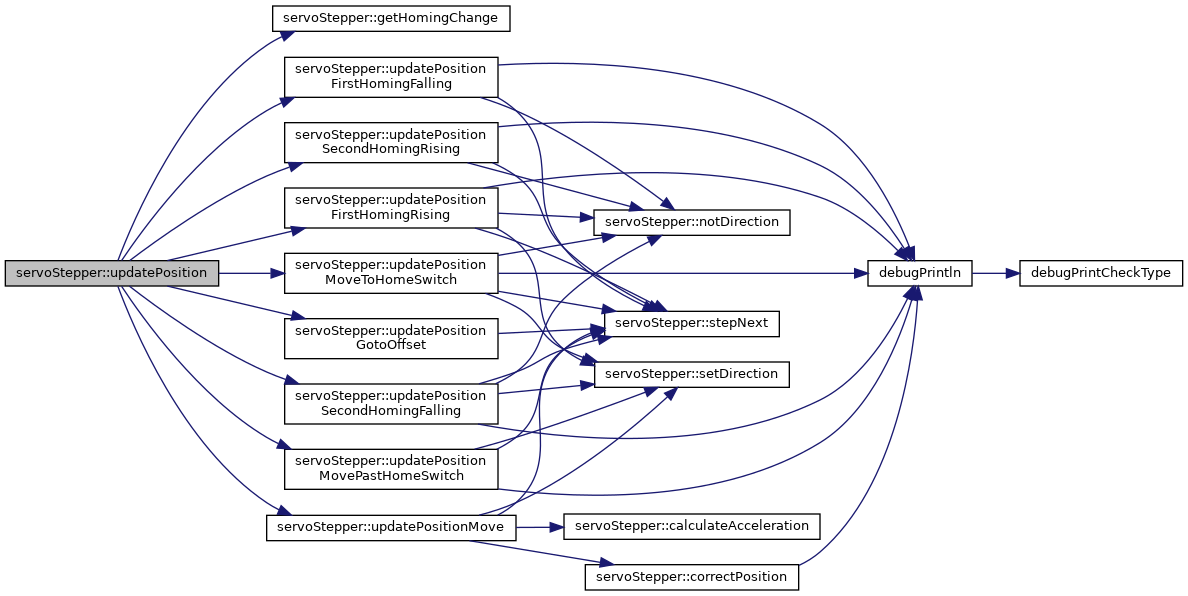 servoStepper::updatePosition
servoStepper::getHomingChange
servoStepper::updatePosition
FirstHomingFalling
servoStepper::updatePosition
SecondHomingRising
servoStepper::updatePosition
FirstHomingRising
servoStepper::updatePosition
MoveToHomeSwitch
servoStepper::updatePosition
GotoOffset
servoStepper::updatePosition
SecondHomingFalling
servoStepper::updatePosition
MovePastHomeSwitch
servoStepper::updatePositionMove
servoStepper::notDirection
servoStepper::stepNext
servoStepper::setDirection
servoStepper::calculateAcceleration
servoStepper::correctPosition
debugPrintln
debugPrintCheckType